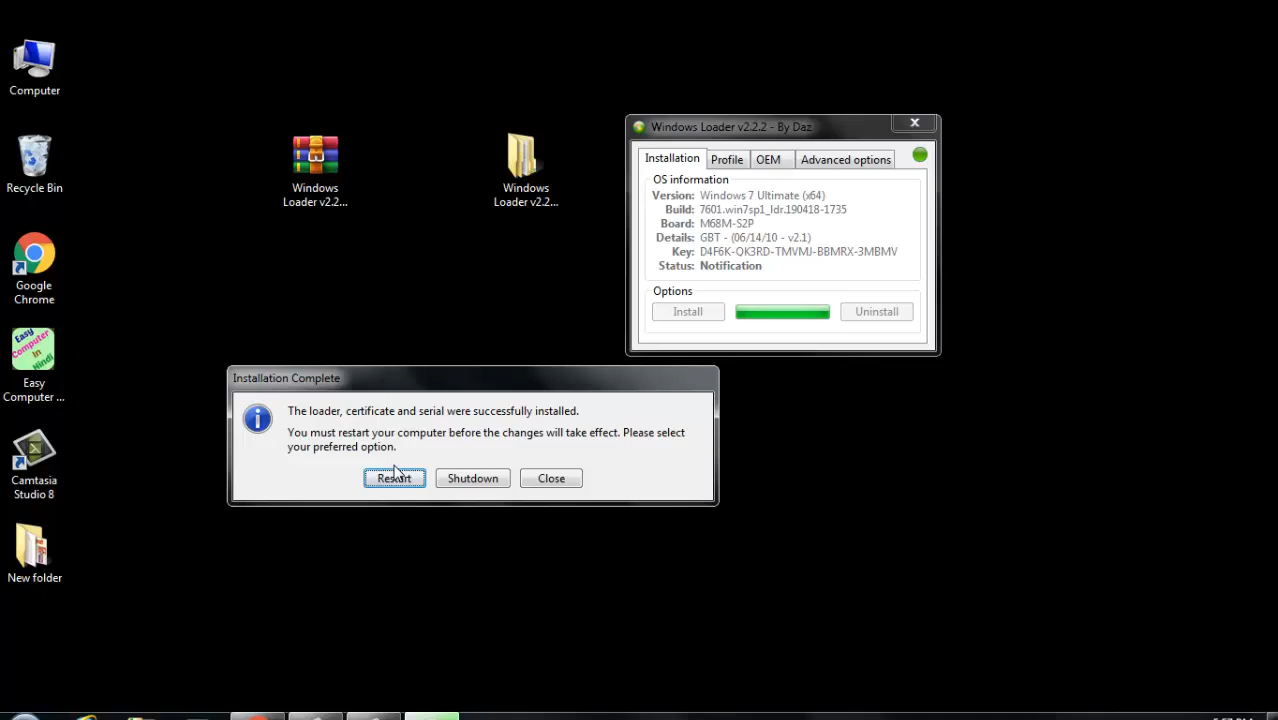 Computer
Recycle Bin
Google
Chrome
Easy
Computer
In
Hindi
Easy
Computer ...
Camtasia
Studio 8
New folder
Windows
Loader v2.2...
Windows
Loader v2.2...
Windows Loader v2.2.2 - By Daz
Installation Profile OEM Advanced options
OS information
Version: Windows 7 Ultimate (x64)
Build: 7601.win7sp1_ldr.190418-1735
Board: M68M-S2P
Details: GBT - (06/14/10 - v2.1)
Key: D4F6K-QK3RD-TMVMJ-BBMRX-3MBMV
Status: Notification
Options
Install Uninstall
Installation Complete
The loader, certificate and serial were successfully installed.
You must restart your computer before the changes will take effect. Please select
your preferred option.
Restart Shutdown Close